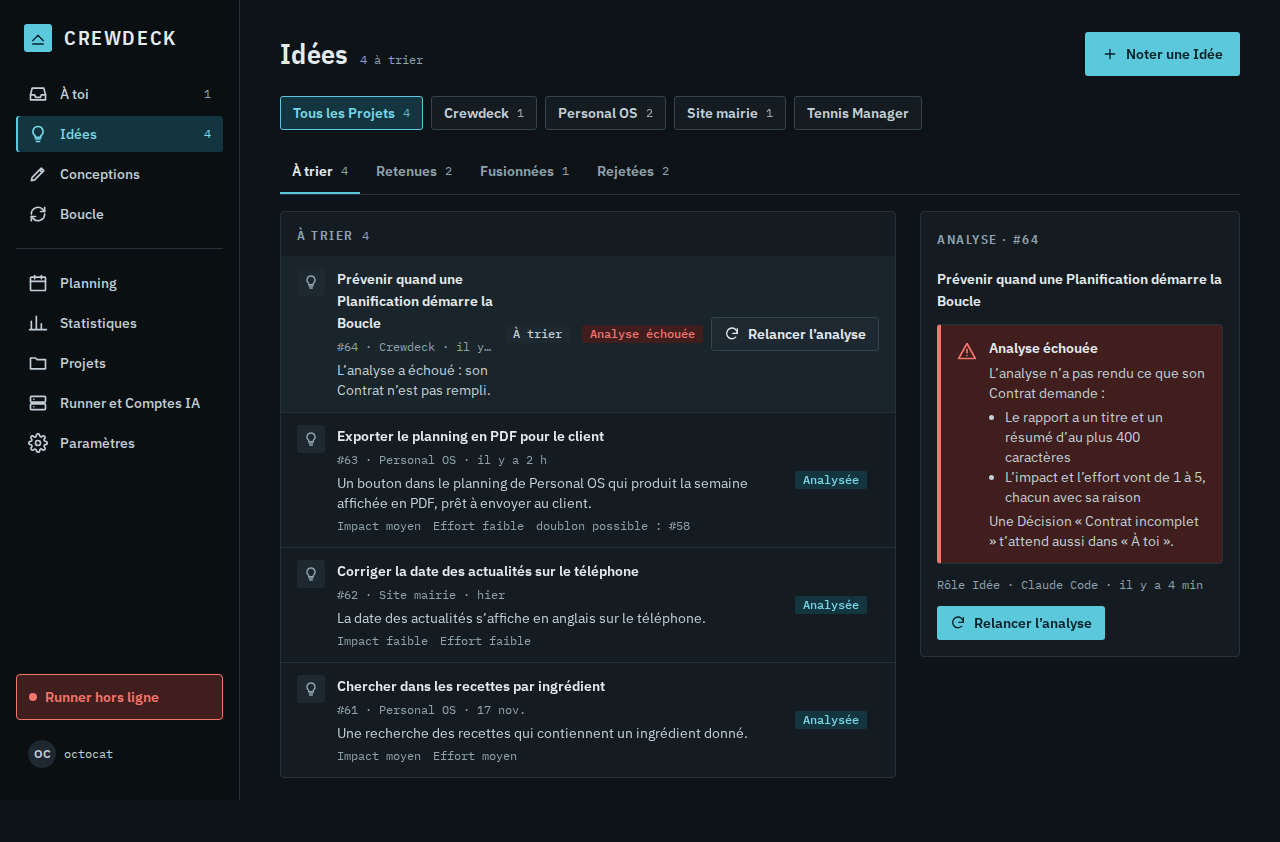 CREWDECK
À toi 1
Idées 4
Conceptions
Boucle
Planning
Statistiques
Projets
Runner et Comptes IA
Paramètres
Runner hors ligne
OC octocat
Idées 4 à trier
Noter une Idée
Tous les Projets 4
Crewdeck 1
Personal OS 2
Site mairie 1
Tennis Manager
À trier 4
Retenues 2
Fusionnées 1
Rejetées 2
À TRIER 4
Prévenir quand une
Planification démarre la
Boucle
#64 · Crewdeck · il y…
L’analyse a échoué : son
Contrat n’est pas rempli.
À trier
Analyse échouée
Relancer l’analyse
Exporter le planning en PDF pour le client
#63 · Personal OS · il y a 2 h
Un bouton dans le planning de Personal OS qui produit la semaine
affichée en PDF, prêt à envoyer au client.
Impact moyen Effort faible doublon possible : #58
Analysée
Corriger la date des actualités sur le téléphone
#62 · Site mairie · hier
La date des actualités s’affiche en anglais sur le téléphone.
Impact faible Effort faible
Analysée
Chercher dans les recettes par ingrédient
#61 · Personal OS · 17 nov.
Une recherche des recettes qui contiennent un ingrédient donné.
Impact moyen Effort moyen
Analysée
ANALYSE · #64
Prévenir quand une Planification démarre la
Boucle
Analyse échouée
L’analyse n’a pas rendu ce que son
Contrat demande :
• Le rapport a un titre et un
résumé d’au plus 400
caractères
• L’impact et l’effort vont de 1 à 5,
chacun avec sa raison
Une Décision « Contrat incomplet
» t’attend aussi dans « À toi ».
Rôle Idée · Claude Code · il y a 4 min
Relancer l’analyse